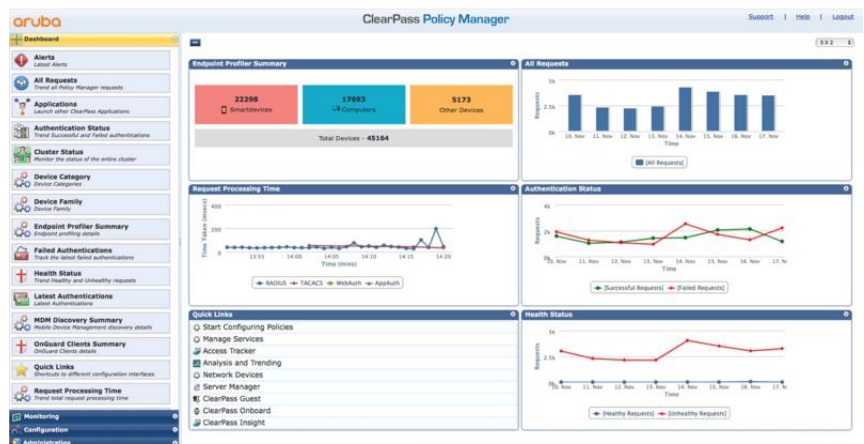 aruba
ClearPass Policy Manager
Support | Help | Logout
Dashboard
Alerts
Latest Alerts
All Requests
Trend all Policy Manager requests
Applications
Launch other ClearPass Applications
Authentication Status
Trend Successful and Failed authentications
Cluster Status
Monitor the status of the entire cluster
Device Category
Device Categories
Device Family
Device Family
Endpoint Profiler Summary
Endpoint profiling details
Failed Authentications
Track the latest failed authentications
Health Status
Trend Healthy and Unhealthy requests
Latest Authentications
Latest Authentications
MDM Discovery Summary
Mobile Device Management discovery details
OnGuard Clients Summary
OnGuard Clients details
Quick Links
Shortcuts to different configuration interfaces
Request Processing Time
Trend total request processing time
Monitoring
Configuration
Administration
3 X 2
Endpoint Profiler Summary
22298
Smartdevices
17693
Computers
5173
Other Devices
Total Devices - 45164
All Requests
Requests
5k
2.5k
0k
10. Nov 11. Nov 12. Nov 13. Nov 14. Nov 15. Nov 16. Nov 17. Nov
Time
[All Requests]
Request Processing Time
Time Taken (msecs)
400
200
0
13:55 14:00 14:05 14:10 14:15 14:20
Time (mins)
RADIUS TACACS WebAuth AppAuth
Authentication Status
Requests
4k
2k
0k
10. Nov 11. Nov 12. Nov 13. Nov 14. Nov 15. Nov 16. Nov 17. N
Time
[Successful Requests] [Failed Requests]
Quick Links
Start Configuring Policies
Manage Services
Access Tracker
Analysis and Trending
Network Devices
Server Manager
ClearPass Guest
ClearPass Onboard
ClearPass Insight
Health Status
Requests
5k
2.5k
0k
10. Nov 11. Nov 12. Nov 13. Nov 14. Nov 15. Nov 16. Nov 17. N
Time
[Healthy Requests] [Unhealthy Requests]